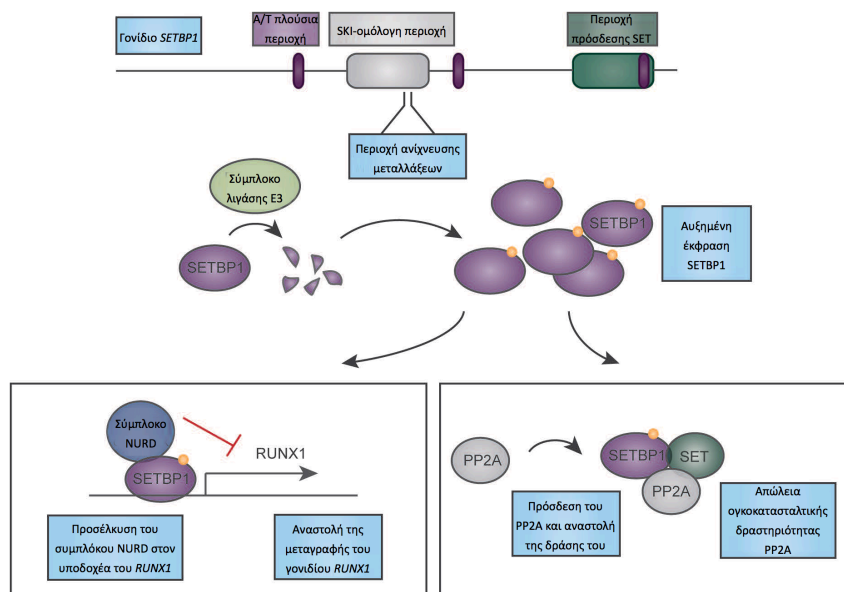 Γονίδιο SETBP1
Α/Τ πλούσια
περιοχή
SKI-ομόλογη περιοχή
Περιοχή
πρόσδεσης SET
Περιοχή ανίχνευσης
μεταλλάξεων
Σύμπλοκο
λιγάσης Ε3
SETBP1
SETBP1
Αυξημένη
έκφραση
SETBP1
Σύμπλοκο
NURD
SETBP1
RUNX1
Προσέλκυση του
συμπλόκου NURD στον
υποδοχέα του RUNX1
Αναστολή της
μεταγραφής του
γονιδίου RUNX1
PP2A
SETBP1
SET
PP2A
Πρόσδεση του
PP2A και αναστολή
της δράσης του
Απώλεια
ογκοκατασταλτικής
δραστηριότητας
PP2A